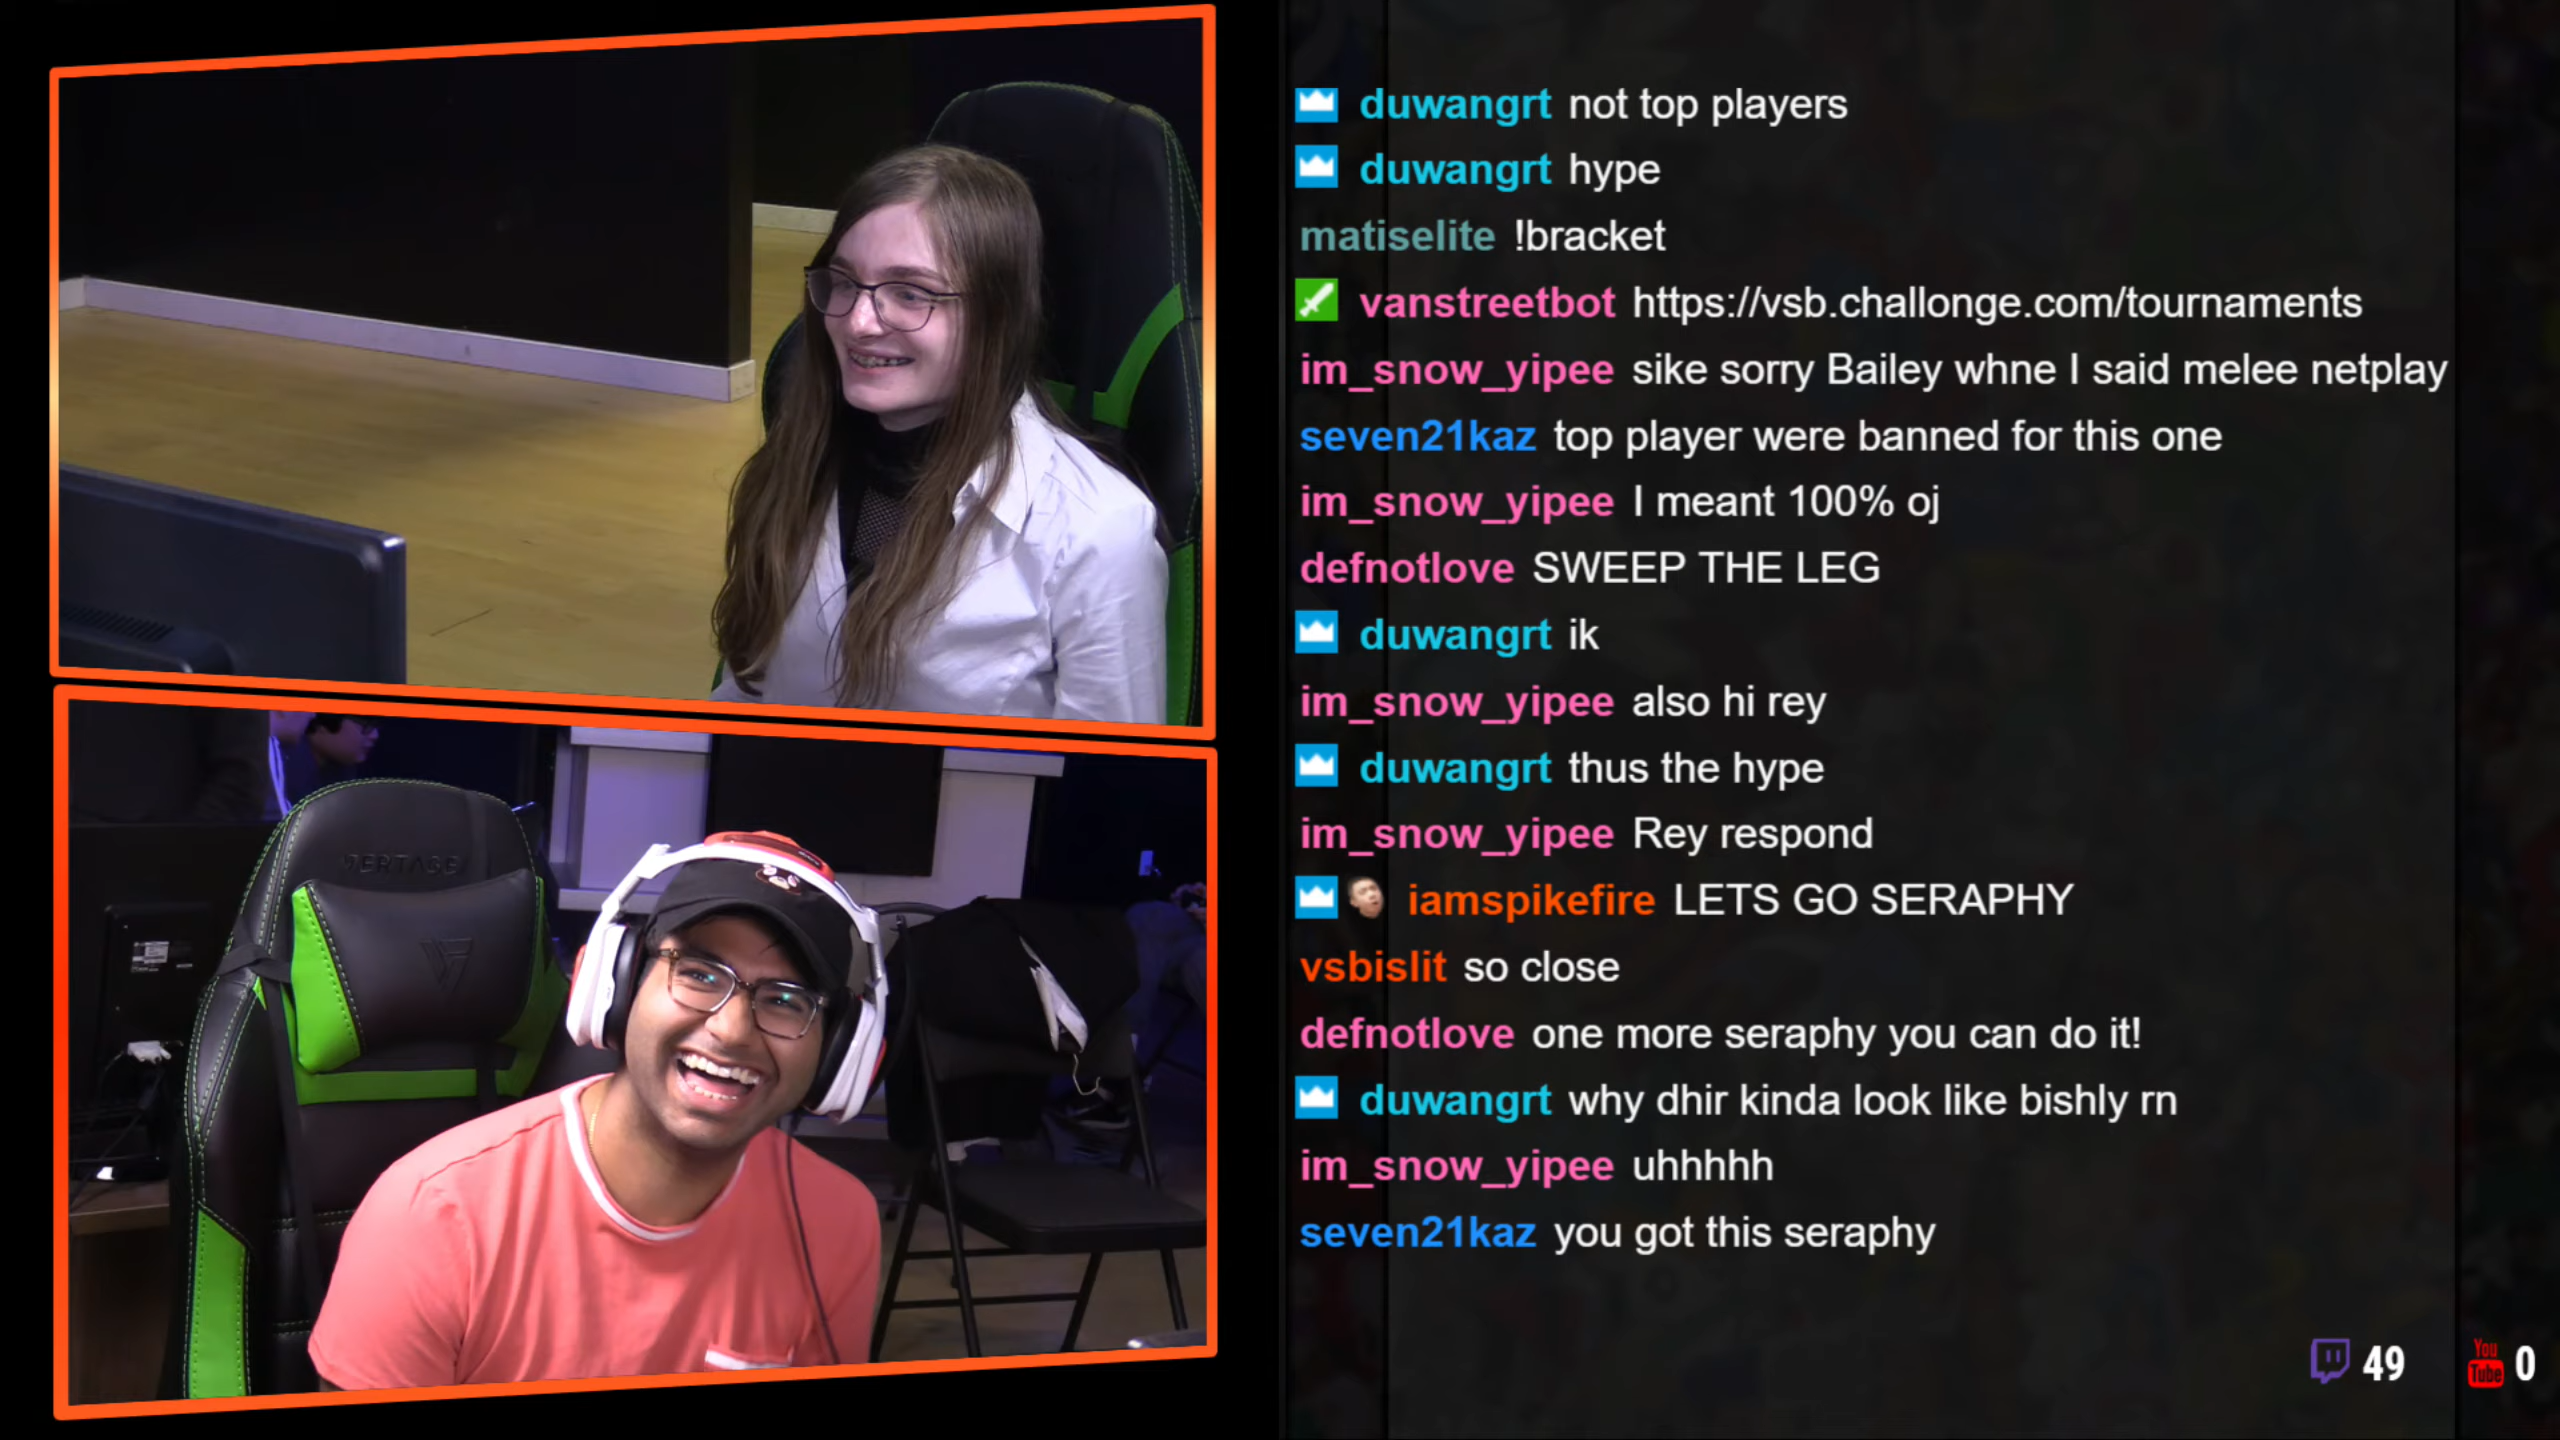 VERTAGEAR
duwangrt not top players
duwangrt hype
matiselite !bracket
vanstreetbot https://vsb.challonge.com/tournaments
im_snow_yipee sike sorry Bailey whne I said melee netplay
seven21kaz top player were banned for this one
im_snow_yipee I meant 100% oj
defnotlove SWEEP THE LEG
duwangrt ik
im_snow_yipee also hi rey
duwangrt thus the hype
im_snow_yipee Rey respond
iamspikefire LETS GO SERAPHY
vsbislit so close
defnotlove one more seraphy you can do it!
duwangrt why dhir kinda look like bishly rn
im_snow_yipee uhhhhh
seven21kaz you got this seraphy
49
You
Tube 0